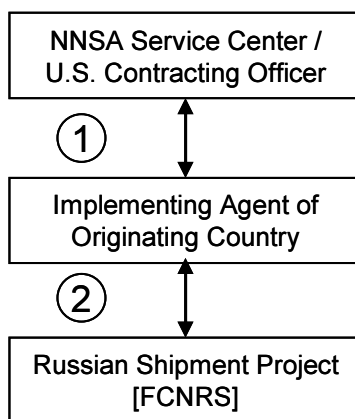 NNSA Service Center /
U.S. Contracting Officer
1
Implementing Agent of
Originating Country
2
Russian Shipment Project
[FCNRS]